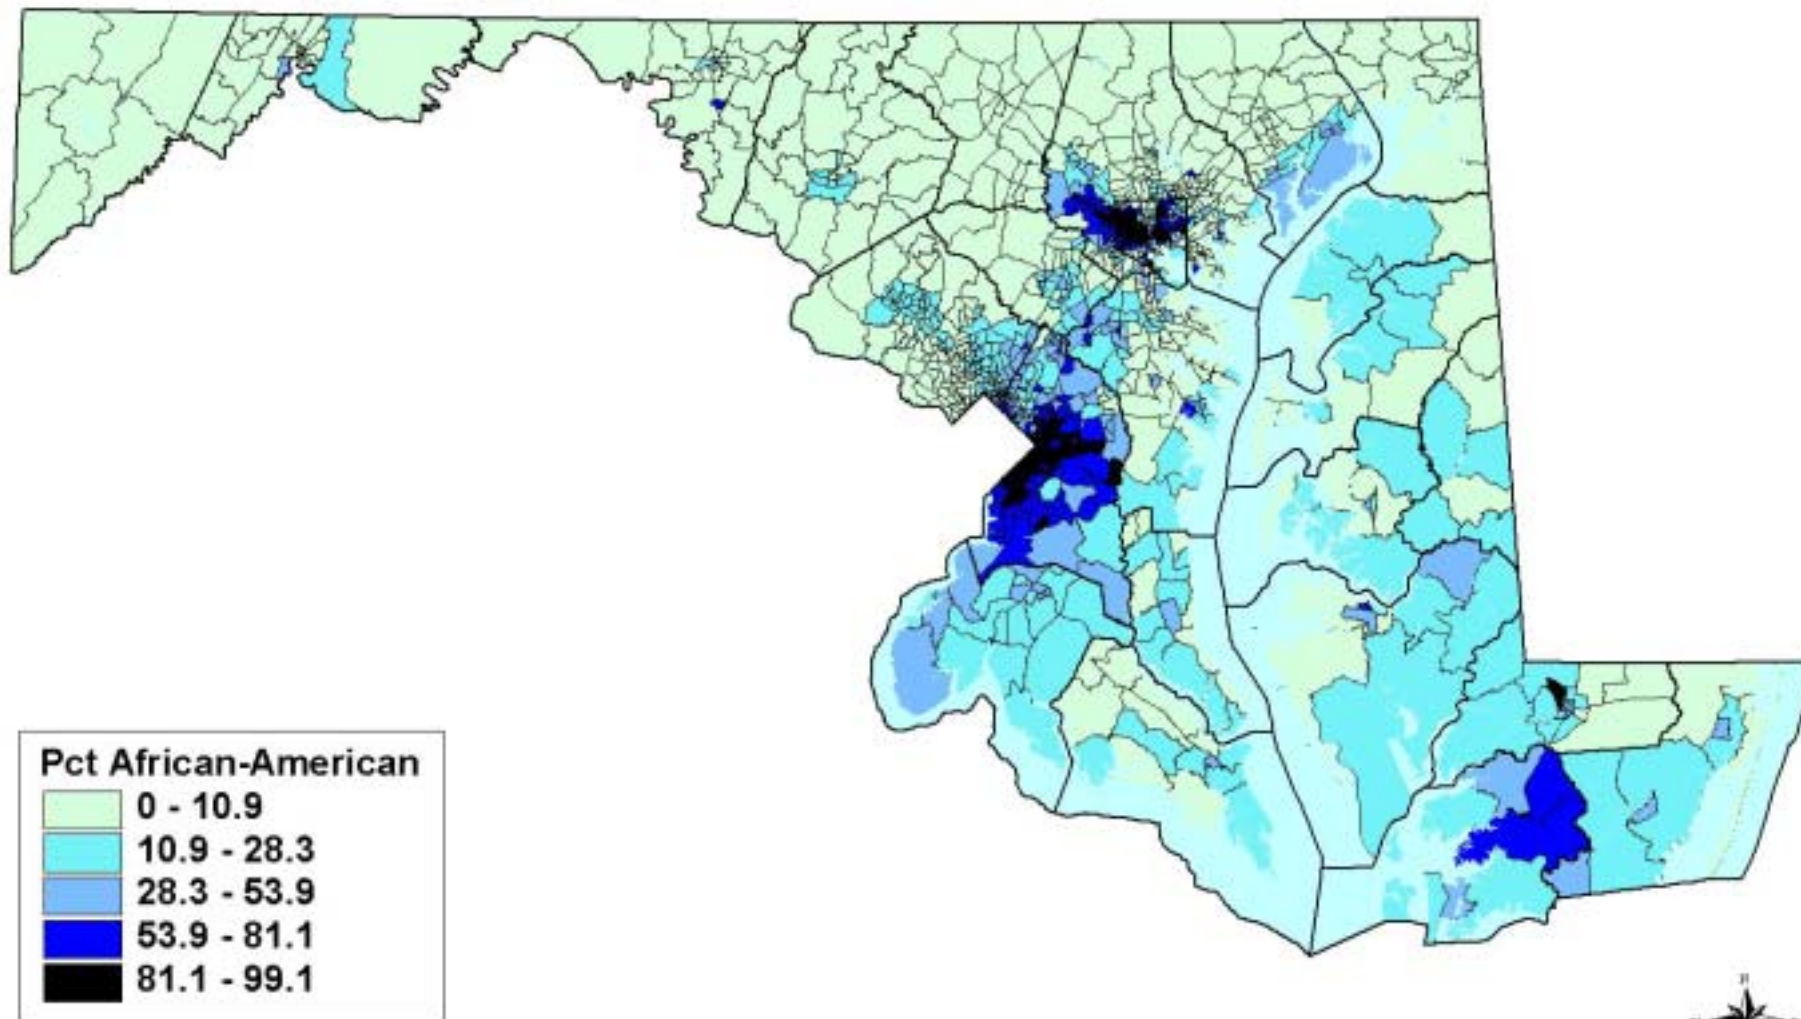 Pct African-American
0 - 10.9
10.9 - 28.3
28.3 - 53.9
53.9 - 81.1
81.1 - 99.1